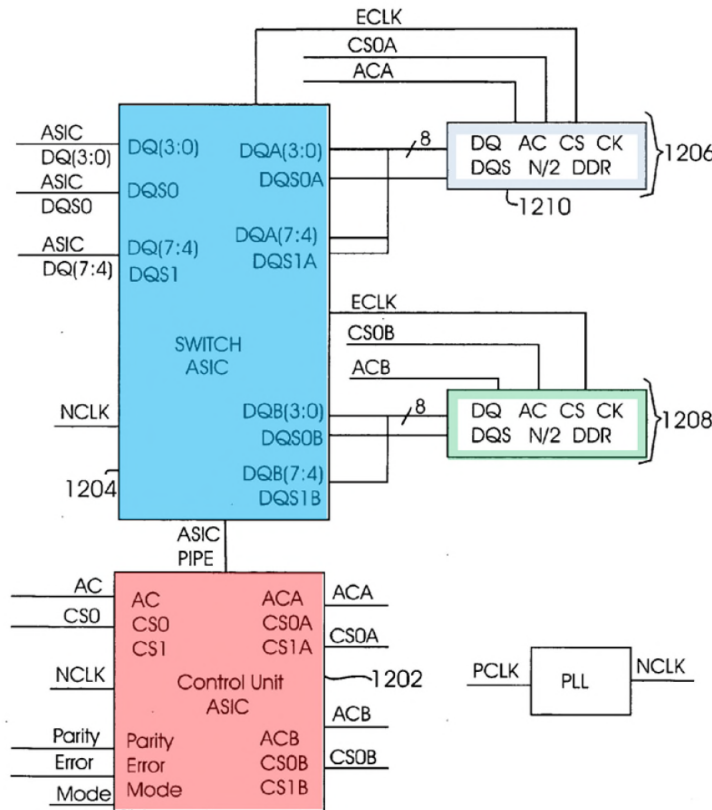 ECLK
CS0A
ACA
ASIC
DQ(3:0)
ASIC
DQS0
ASIC
DQ(7:4)
NCLK
1204
DQ(3:0)
DQS0
DQ(7:4)
DQS1
DQA(3:0)
DQS0A
DQA(7:4)
DQS1A
SWITCH
ASIC
DQB(3:0)
DQS0B
DQB(7:4)
DQS1B
8
DQ AC CS CK
DQS N/2 DDR
1206
1210
ECLK
CS0B
ACB
8
DQ AC CS CK
DQS N/2 DDR
1208
ASIC
PIPE
AC
CS0
NCLK
Parity
Error
Mode
AC
CS0
CS1
ACA
CS0A
CS1A
Control Unit
ASIC
Parity
Error
Mode
ACB
CS0B
CS1B
ACA
CS0A
1202
ACB
CS0B
PCLK
PLL
NCLK